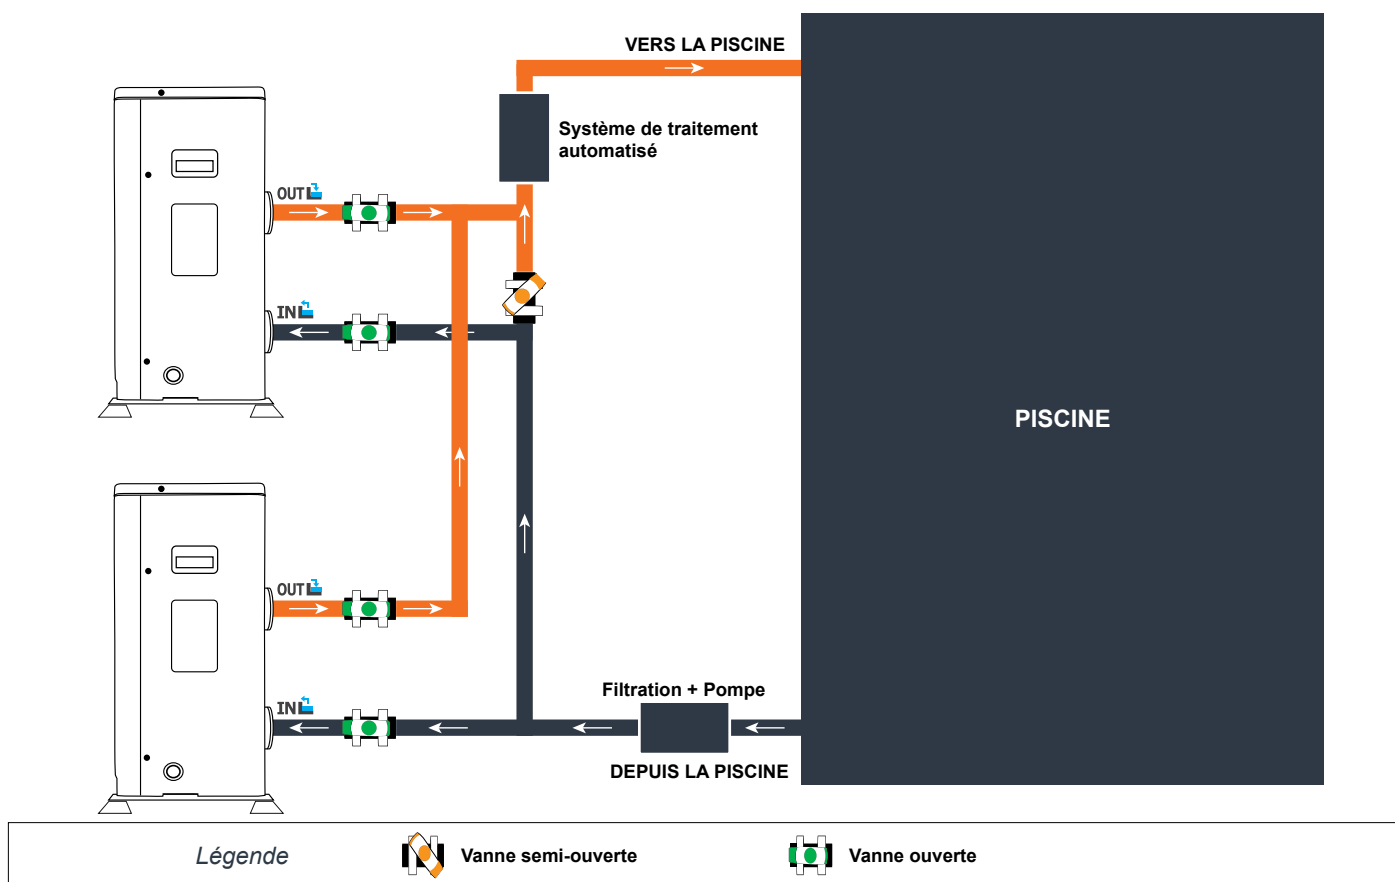 VERS LA PISCINE
Système de traitement
automatisé
OUT
IN
PISCINE
OUT
IN
Filtration + Pompe
DEPUIS LA PISCINE
Légende
Vanne semi-ouverte
Vanne ouverte